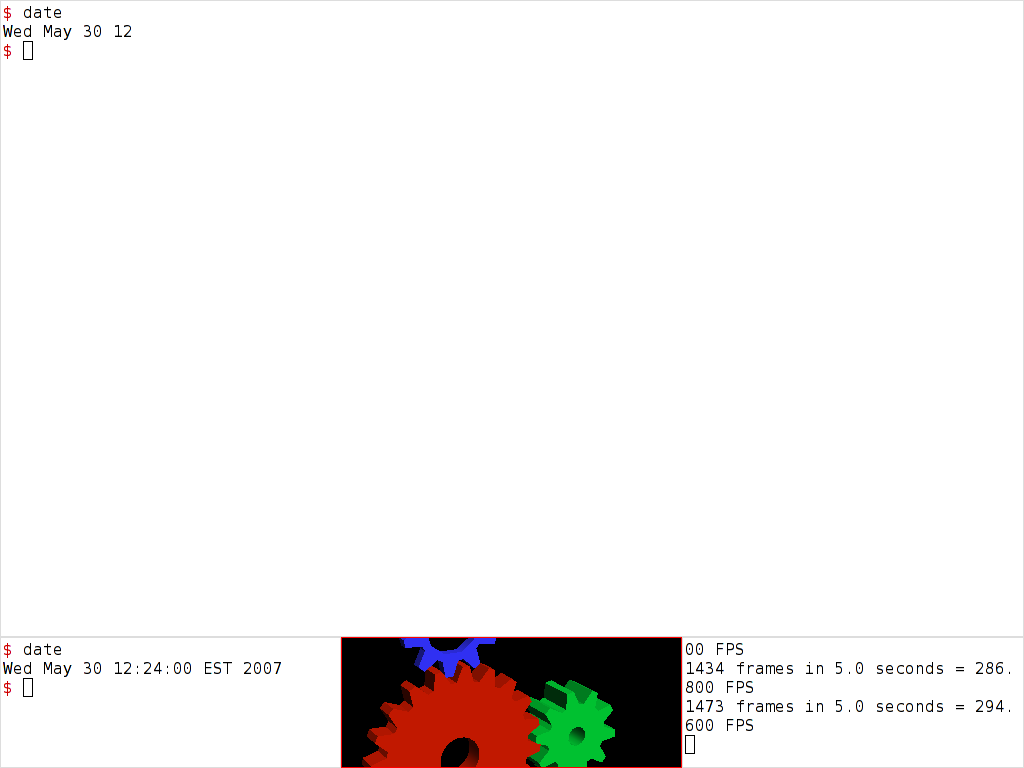 $ date
Wed May 30 12
$
$ date
Wed May 30 12:24:00 EST 2007
$
00 FPS
1434 frames in 5.0 seconds = 286.
800 FPS
1473 frames in 5.0 seconds = 294.
600 FPS